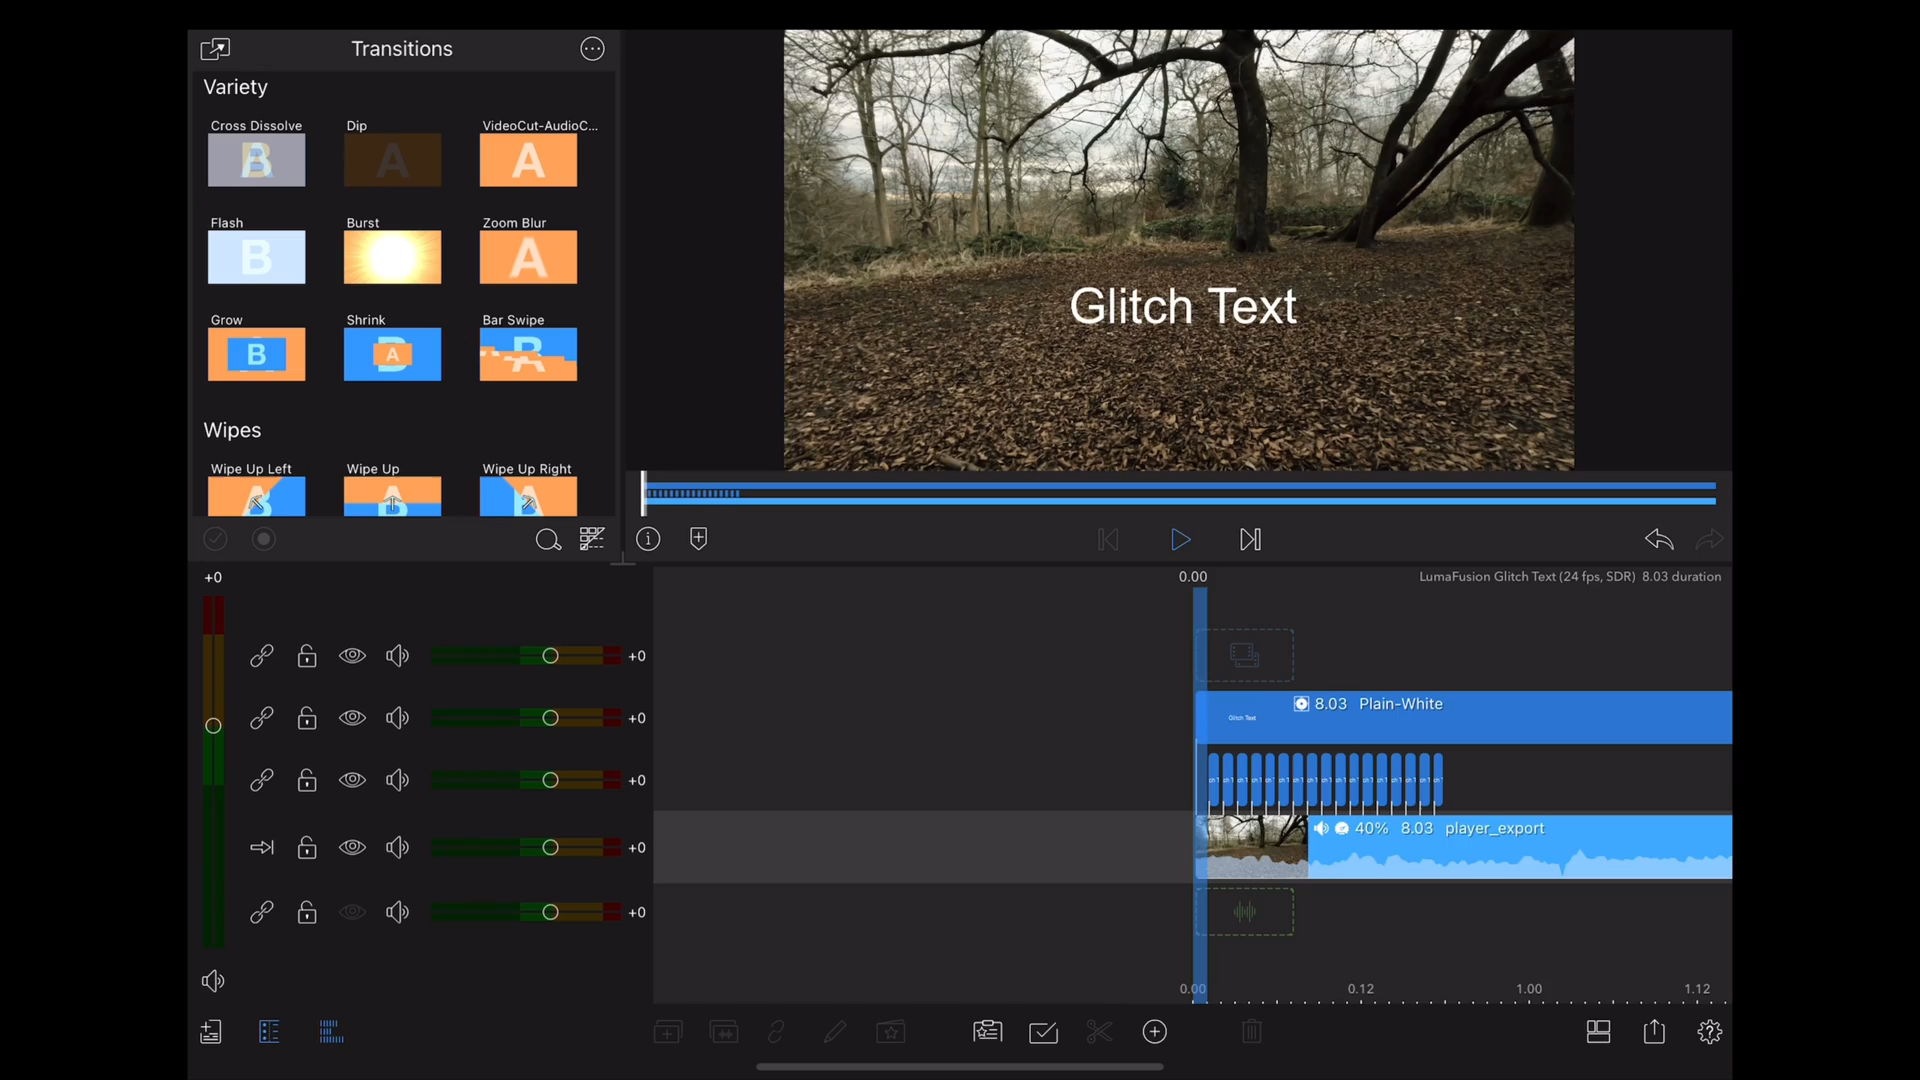 Transitions
Variety
Cross Dissolve
Dip
VideoCut-AudioC...
B
A
A
Flash
Burst
Zoom Blur
B
A
Grow
Shrink
Bar Swipe
B
A
Wipes
Wipe Up Left
Wipe Up
Wipe Up Right
Glitch Text
+0
0.00
LumaFusion Glitch Text (24 fps, SDR) 8.03 duration
+0
+0
Glitch Text
8.03 Plain-White
+0
+0
40% 8.03 player_export
+0
0.00
0.12
1.00
1.12